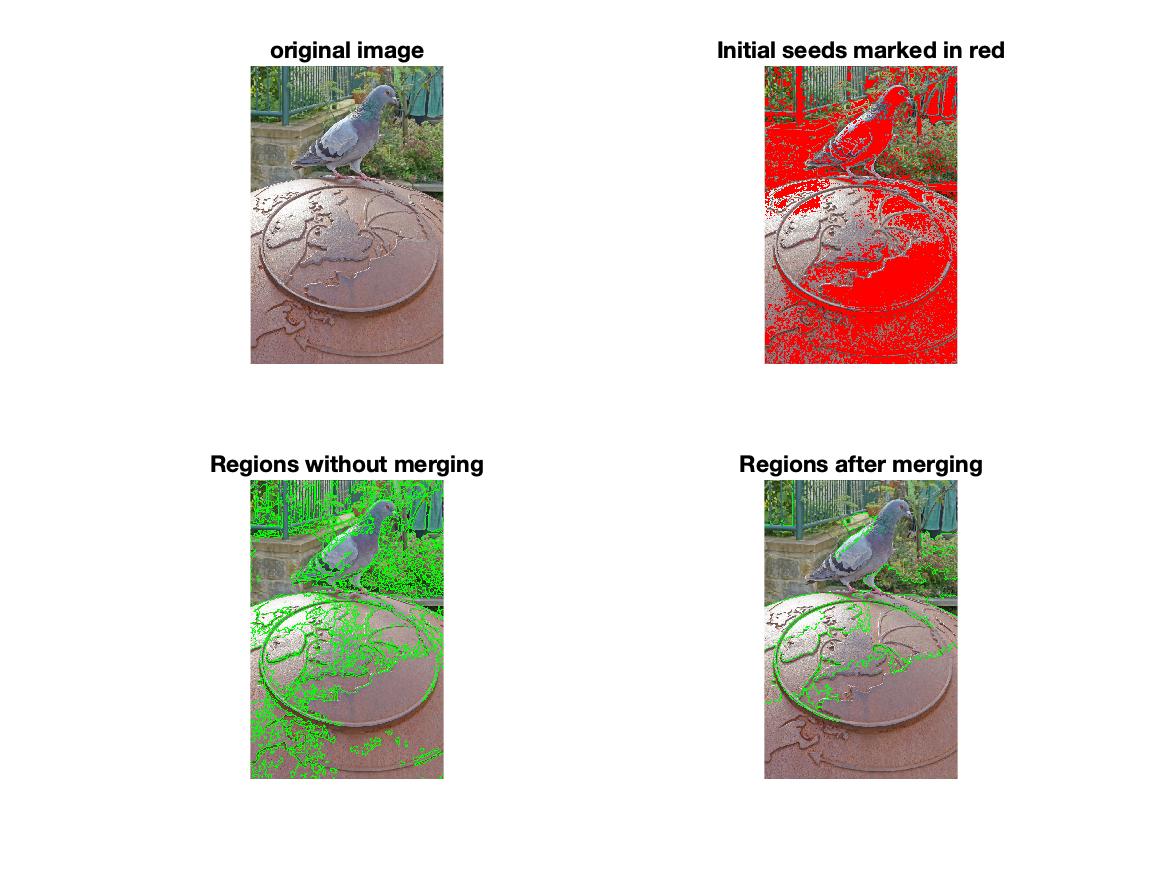 original image
Initial seeds marked in red
Regions without merging
Regions after merging